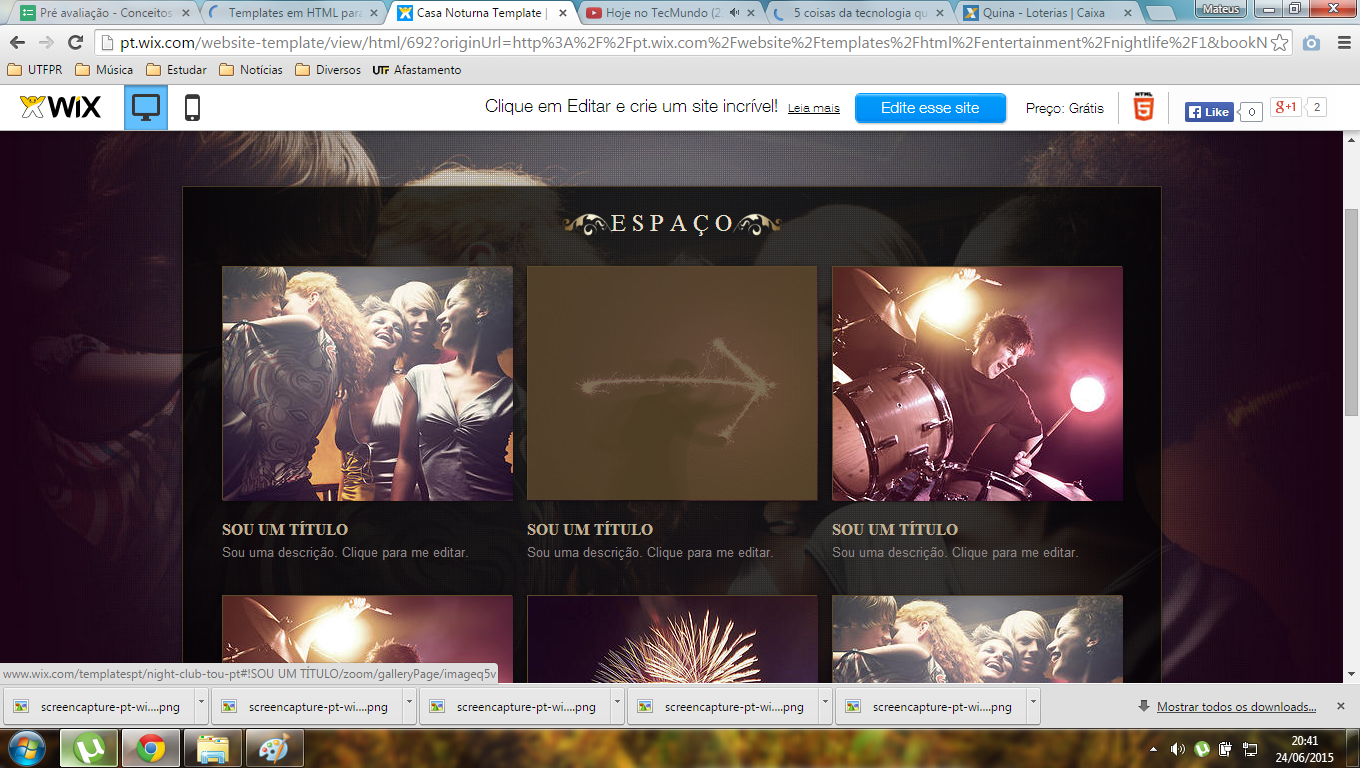 Pré avaliação - Conceitos
Templates em HTML para
Casa Noturna Template |
Hoje no TecMundo (2
5 coisas da tecnologia qu
Quina - Loterias | Caixa
Mateus
pt.wix.com/website-template/view/html/692?originUrl=http%3A%2F%2Fpt.wix.com%2Fwebsite%2Ftemplates%2Fhtml%2Fentertainment%2Fnightlife%2F1&bookN
UTFPR
Música
Estudar
Notícias
Diversos
UTF Afastamento
WiX
Clique em Editar e crie um site incrível!
Leia mais
Edite esse site
Preço: Grátis
HTML
5
Like
0
g+1
2
ESPAÇO
SOU UM TÍTULO
Sou uma descrição. Clique para me editar.
SOU UM TÍTULO
Sou uma descrição. Clique para me editar.
SOU UM TÍTULO
Sou uma descrição. Clique para me editar.
www.wix.com/templatespt/night-club-tou-pt#!SOU UM TÍTULO/zoom/galleryPage/imageq5v
screencapture-pt-wi....png
screencapture-pt-wi....png
screencapture-pt-wi....png
screencapture-pt-wi....png
screencapture-pt-wi....png
Mostrar todos os downloads...
20:41
24/06/2015